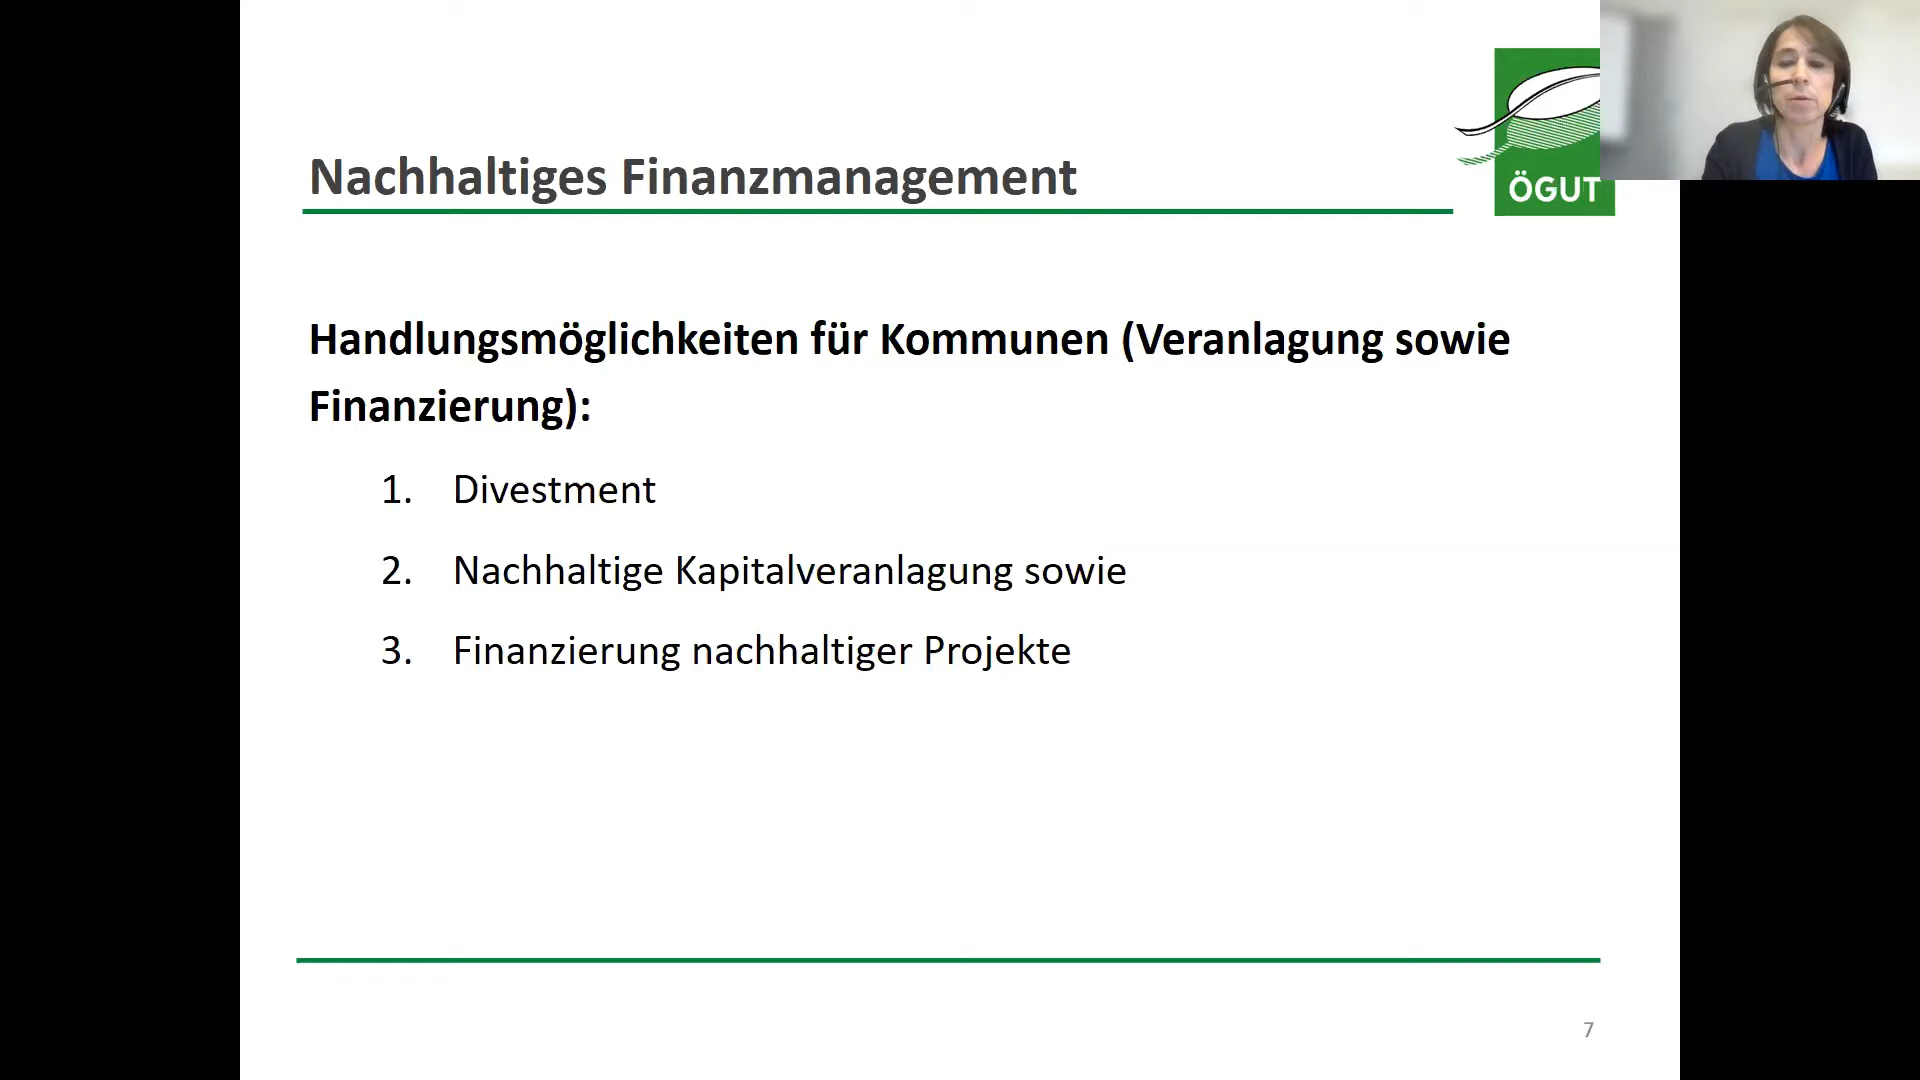 Nachhaltiges Finanzmanagement
ÖGUT
Handlungsmöglichkeiten für Kommunen (Veranlagung sowie
Finanzierung):
1. Divestment
2. Nachhaltige Kapitalveranlagung sowie
3. Finanzierung nachhaltiger Projekte
7